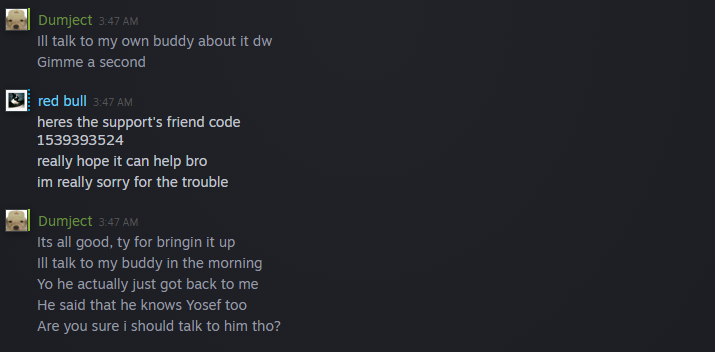 Dumject 3:47 AM
Ill talk to my own buddy about it dw
Gimme a second
red bull 3:47 AM
heres the support's friend code
1539393524
really hope it can help bro
im really sorry for the trouble
Dumject 3:47 AM
Its all good, ty for bringin it up
Ill talk to my buddy in the morning
Yo he actually just got back to me
He said that he knows Yosef too
Are you sure i should talk to him tho?